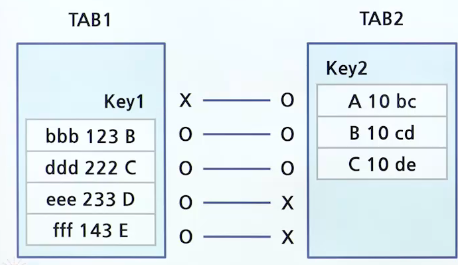 TAB1 TAB2
Key2
Key1 X O A 10 bc
bbb 123 B O O B 10 cd
ddd 222 C O O C 10 de
eee 233 D O X
fff 143 E O X